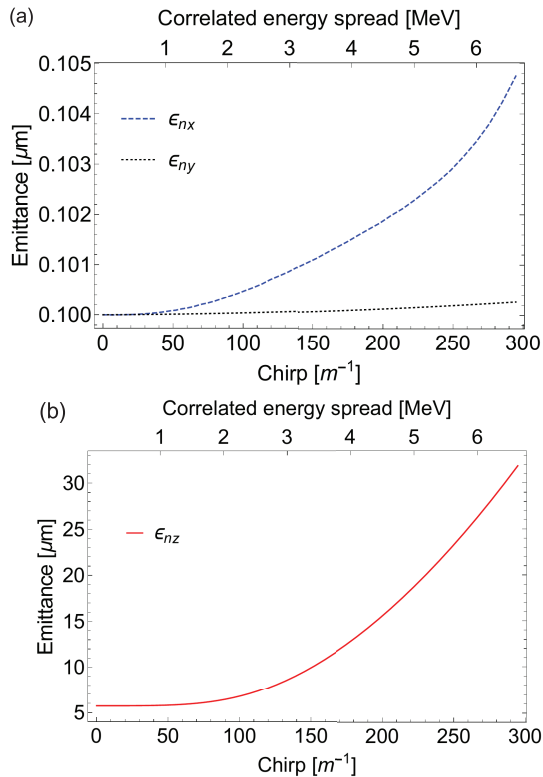 (a)
Correlated energy spread [MeV]
1 2 3 4 5 6
0.105
0.104
0.103
0.102
0.101
0.100
Emittance [μm]
ϵnx
ϵny
0 50 100 150 200 250 300
Chirp [m⁻¹]
(b)
Correlated energy spread [MeV]
1 2 3 4 5 6
30
25
20
15
10
5
Emittance [μm]
ϵnz
0 50 100 150 200 250 300
Chirp [m⁻¹]